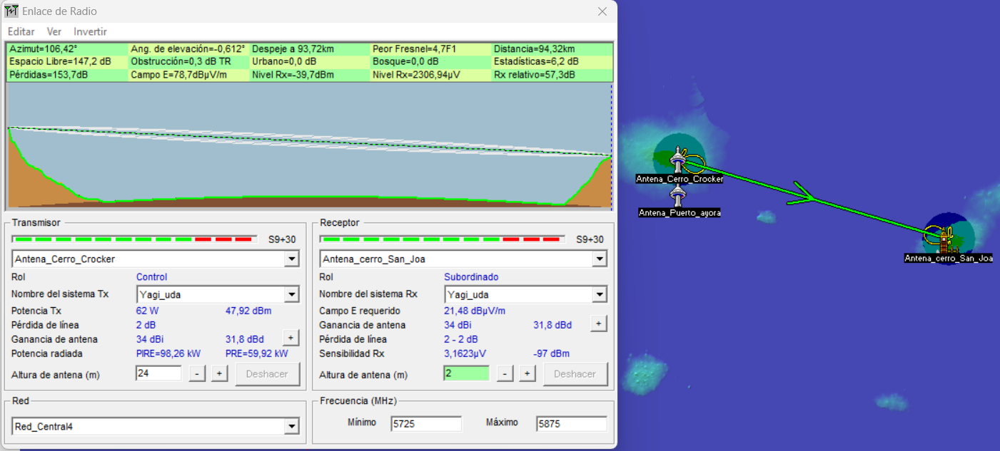 Enlace de Radio
Editar Ver Invertir
Azimut=106,42° Ang. de elevación=-0,612° Despeje a 93,72km Peor Fresnel=4,7F1 Distancia=94,32km
Espacio Libre=147,2 dB Obstrucción=0,3 dB TR Urbano=0,0 dB Bosque=0,0 dB Estadísticas=6,2 dB
Pérdidas=153,7dB Campo E=78,7dBµV/m Nivel Rx=-39,7dBm Nivel Rx=2306,94µV Rx relativo=57,3dB
Transmisor
S9+30
Antena_Cerro_Crocker
Rol Control
Nombre del sistema Tx Yagi_uda
Potencia Tx 62 W 47,92 dBm
Pérdida de línea 2 dB
Ganancia de antena 34 dBi 31,8 dBd +
Potencia radiada PIRE=98,26 kW PRE=59,92 kW
Altura de antena (m) 24 - + Deshacer
Red
Red_Central4
Receptor
S9+30
Antena_cerro_San_Joa
Rol Subordinado
Nombre del sistema Rx Yagi_uda
Campo E requerido 21,48 dBµV/m
Ganancia de antena 34 dBi 31,8 dBd +
Pérdida de línea 2 - 2 dB
Sensibilidad Rx 3,1623µV -97 dBm
Altura de antena (m) 2 - + Deshacer
Frecuencia (MHz)
Mínimo 5725 Máximo 5875
Antena_Cerro_Crocker
Antena_Puerto_ayora
Antena_cerro_San_Joa